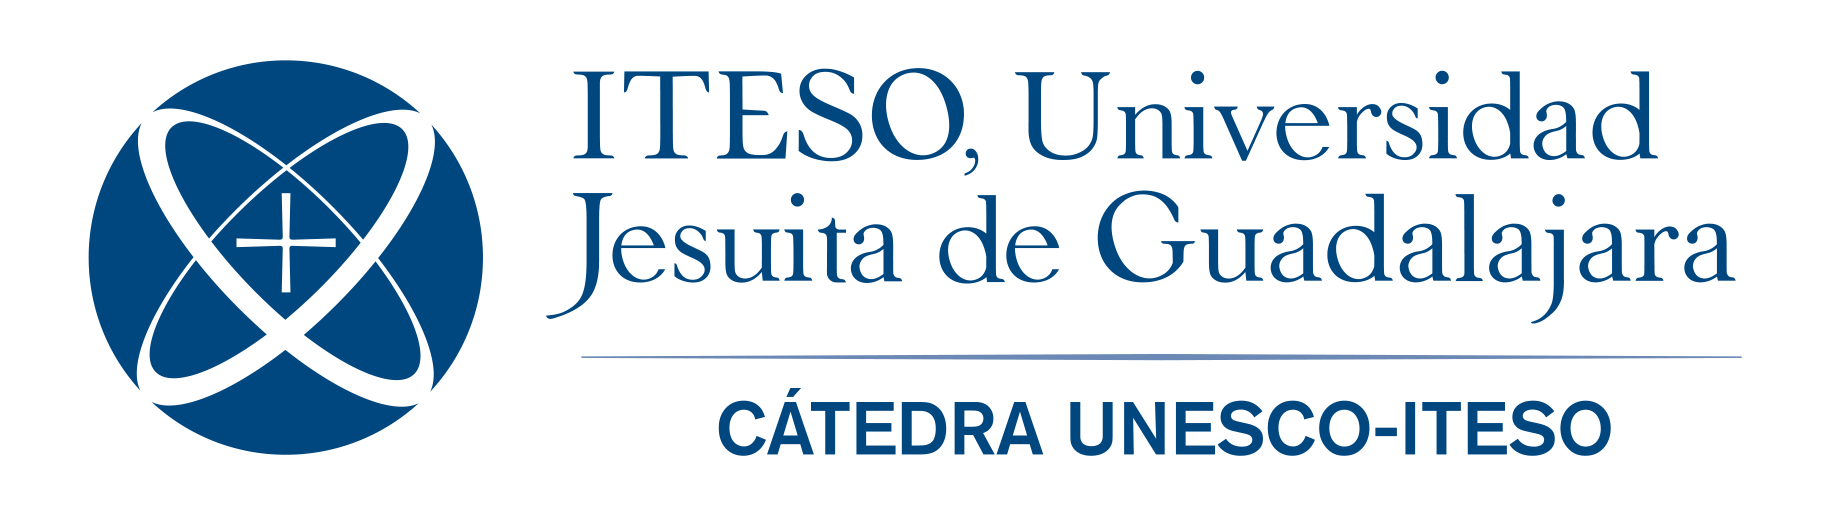 ITESO, Universidad
Jesuita de Guadalajara
CÁTEDRA UNESCO-ITESO